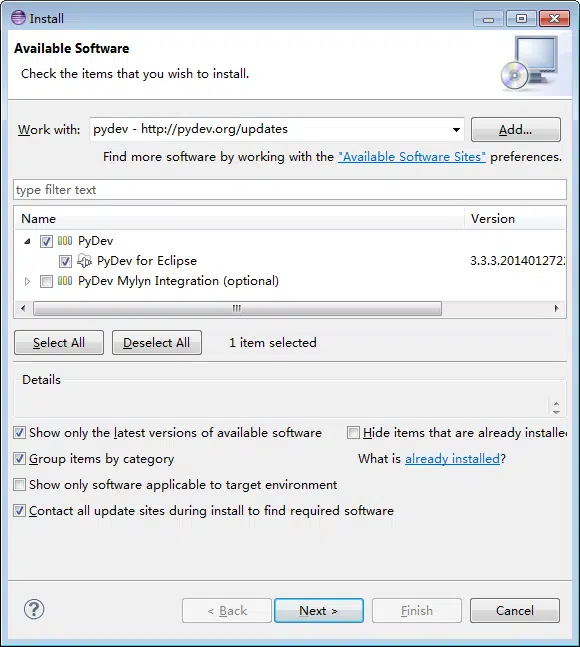 Install
Available Software
Check the items that you wish to install.
Work with: pydev - http://pydev.org/updates Add...
Find more software by working with the "Available Software Sites" preferences.
type filter text
Name Version
PyDev
PyDev for Eclipse 3.3.3.2014012722
PyDev Mylyn Integration (optional)
Select All Deselect All 1 item selected
Details
Show only the latest versions of available software Hide items that are already installe
Group items by category What is already installed?
Show only software applicable to target environment
Contact all update sites during install to find required software
? < Back Next > Finish Cancel